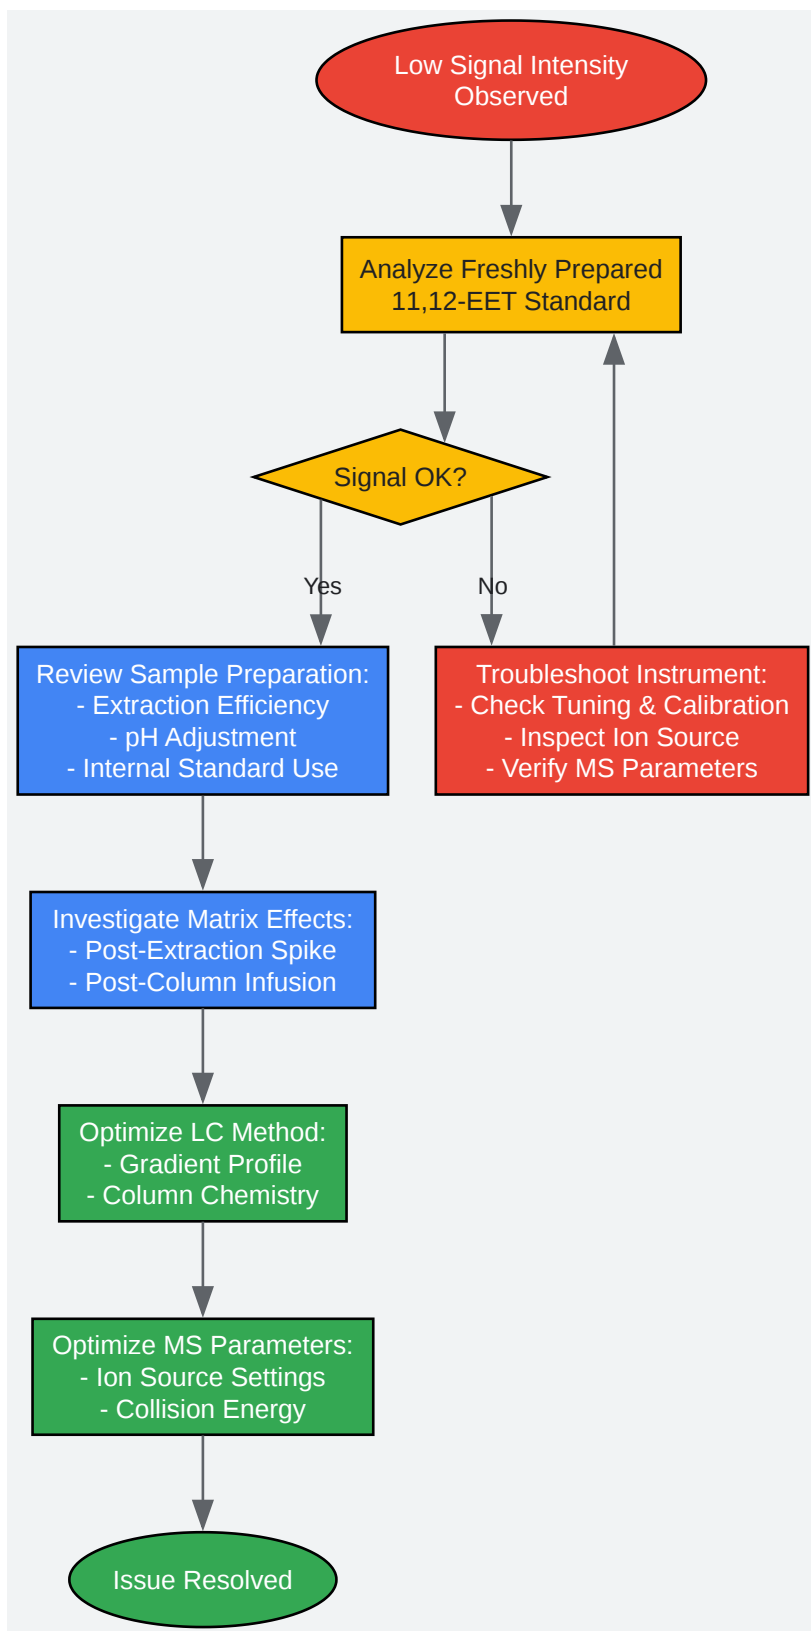 Low Signal Intensity
Observed
Analyze Freshly Prepared
11,12-EET Standard
Signal OK?
Yes
No
Review Sample Preparation:
- Extraction Efficiency
- pH Adjustment
- Internal Standard Use
Troubleshoot Instrument:
- Check Tuning & Calibration
- Inspect Ion Source
- Verify MS Parameters
Investigate Matrix Effects:
- Post-Extraction Spike
- Post-Column Infusion
Optimize LC Method:
- Gradient Profile
- Column Chemistry
Optimize MS Parameters:
- Ion Source Settings
- Collision Energy
Issue Resolved